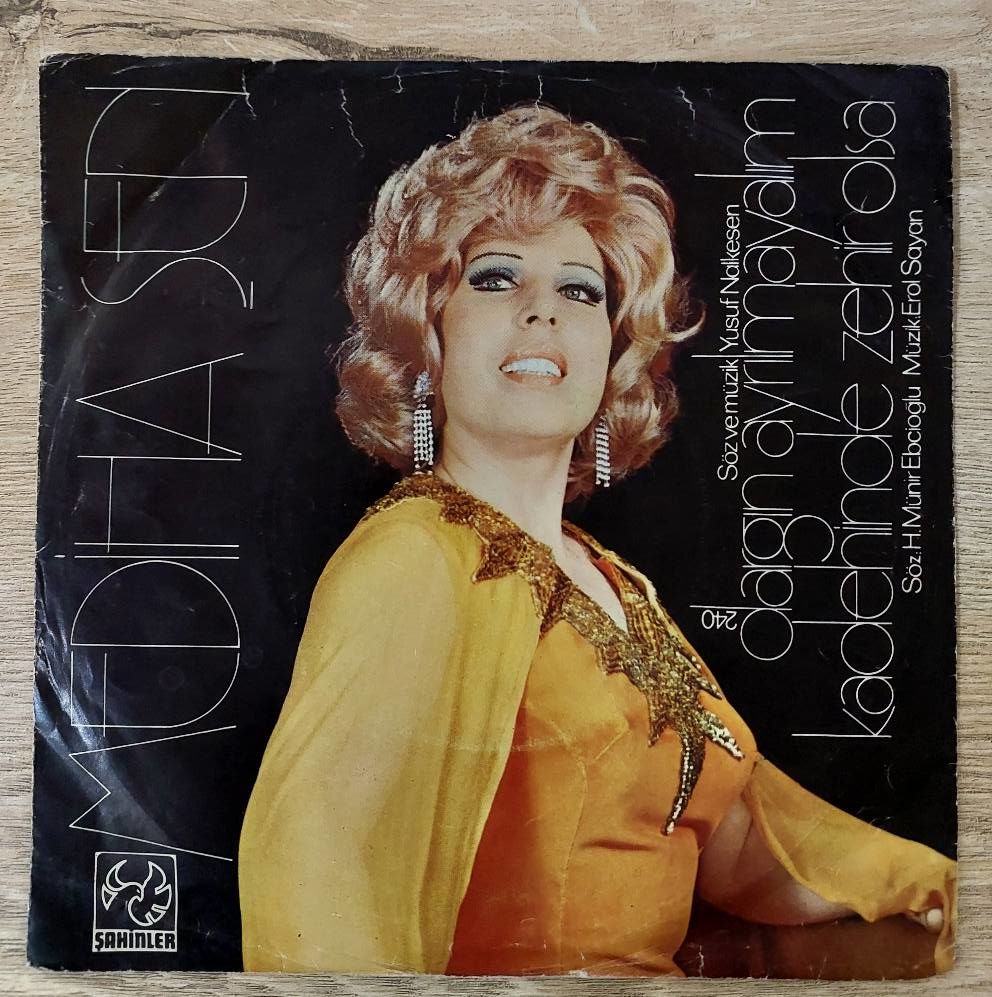 MEDİHA ŞEN
Söz ve müzik Yusuf Nalkesen
dargın ayrılmayalım
240
kadehinde zehir olsa
Söz: H. Münir Ebcioğlu Müzik: Erol Sayan
ŞAHİNLER